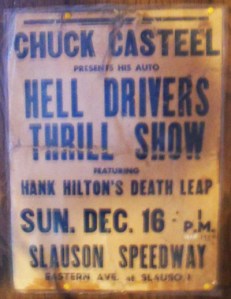 CHUCK CASTEEL
PRESENTS HIS AUTO
HELL DRIVERS
THRILL SHOW
FEATURING
HANK HILTON'S DEATH LEAP
SUN. DEC. 16 1 P.M.
SLAUSON SPEEDWAY
EASTERN AVE. at SLAUSON